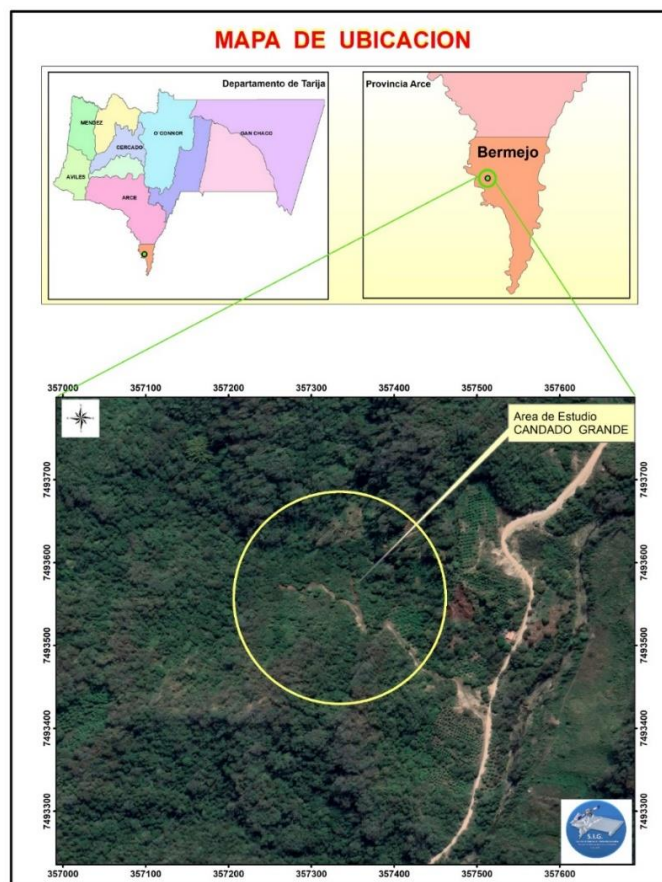 MAPA DE UBICACION
Departamento de Tarija
MENDEZ
CERCADO
O'CONNOR
GRAN CHACO
AVILES
ARCE
Provincia Arce
Bermejo
357000 357100 357200 357300 357400 357500 357600
Area de Estudio
CANDADO GRANDE
7493700 7493700
7493600 7493600
7493500 7493500
7493400 7493400
7493300 7493300
S.I.G.
357000 357100 357200 357300 357400 357500 357600